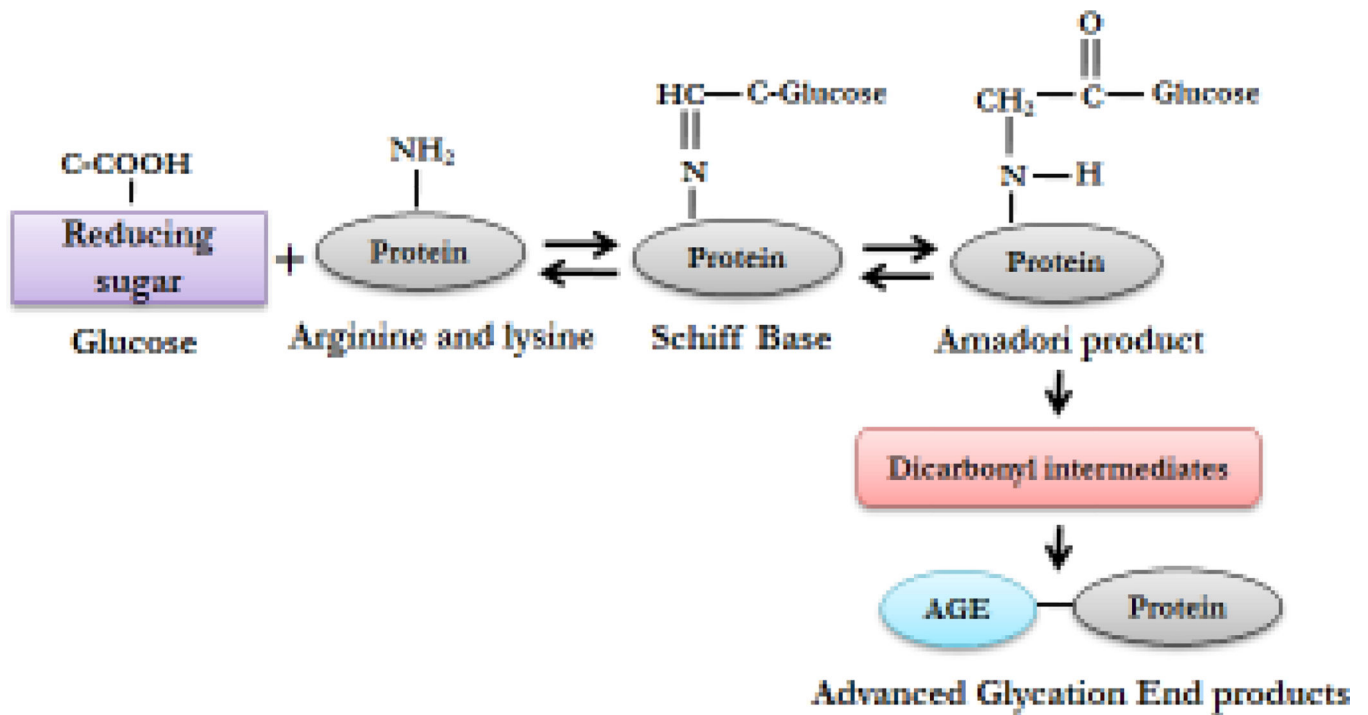 O
HC—C-Glucose
CH₂—C—Glucose
C-COOH
NH₂
N
N—H
Reducing
sugar
+
Protein
Protein
Protein
Glucose
Arginine and lysine
Schiff Base
Amadori product
Dicarbonyl intermediates
AGE
Protein
Advanced Glycation End products